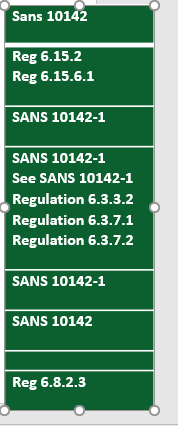 Sans 10142
Reg 6.15.2
Reg 6.15.6.1
SANS 10142-1
SANS 10142-1
See SANS 10142-1
Regulation 6.3.3.2
Regulation 6.3.7.1
Regulation 6.3.7.2
SANS 10142-1
SANS 10142
Reg 6.8.2.3